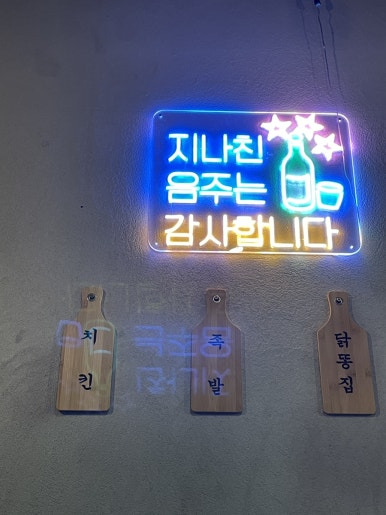 지나친
음주는
감사합니다
치킨
족발
닭똥집